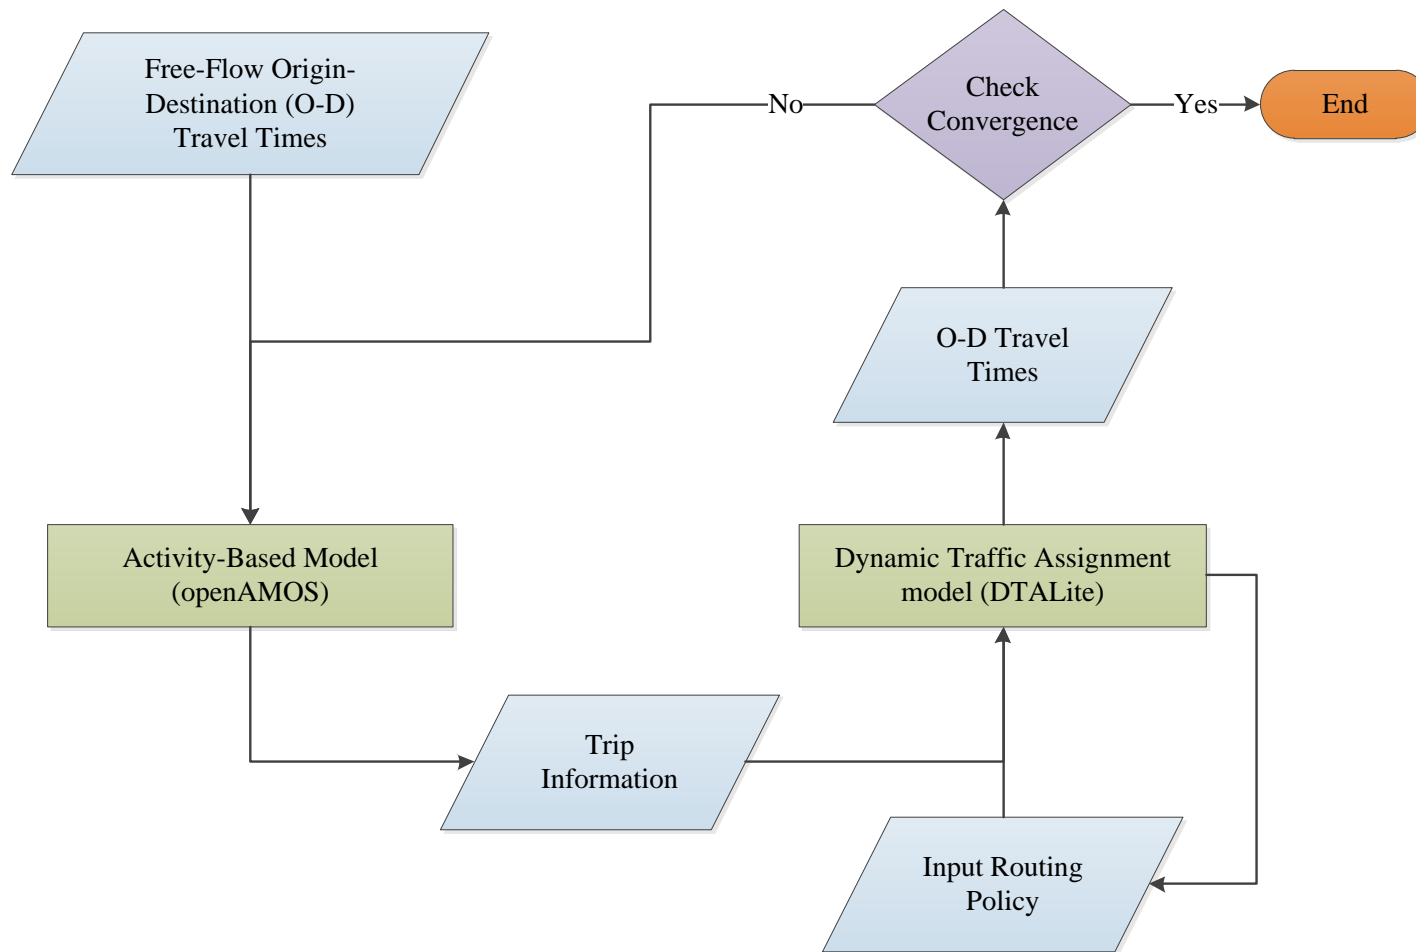 Free-Flow Origin-
Destination (O-D)
Travel Times
No
Check
Convergence
Yes
End
O-D Travel
Times
Activity-Based Model
(openAMOS)
Dynamic Traffic Assignment
model (DTALite)
Trip
Information
Input Routing
Policy